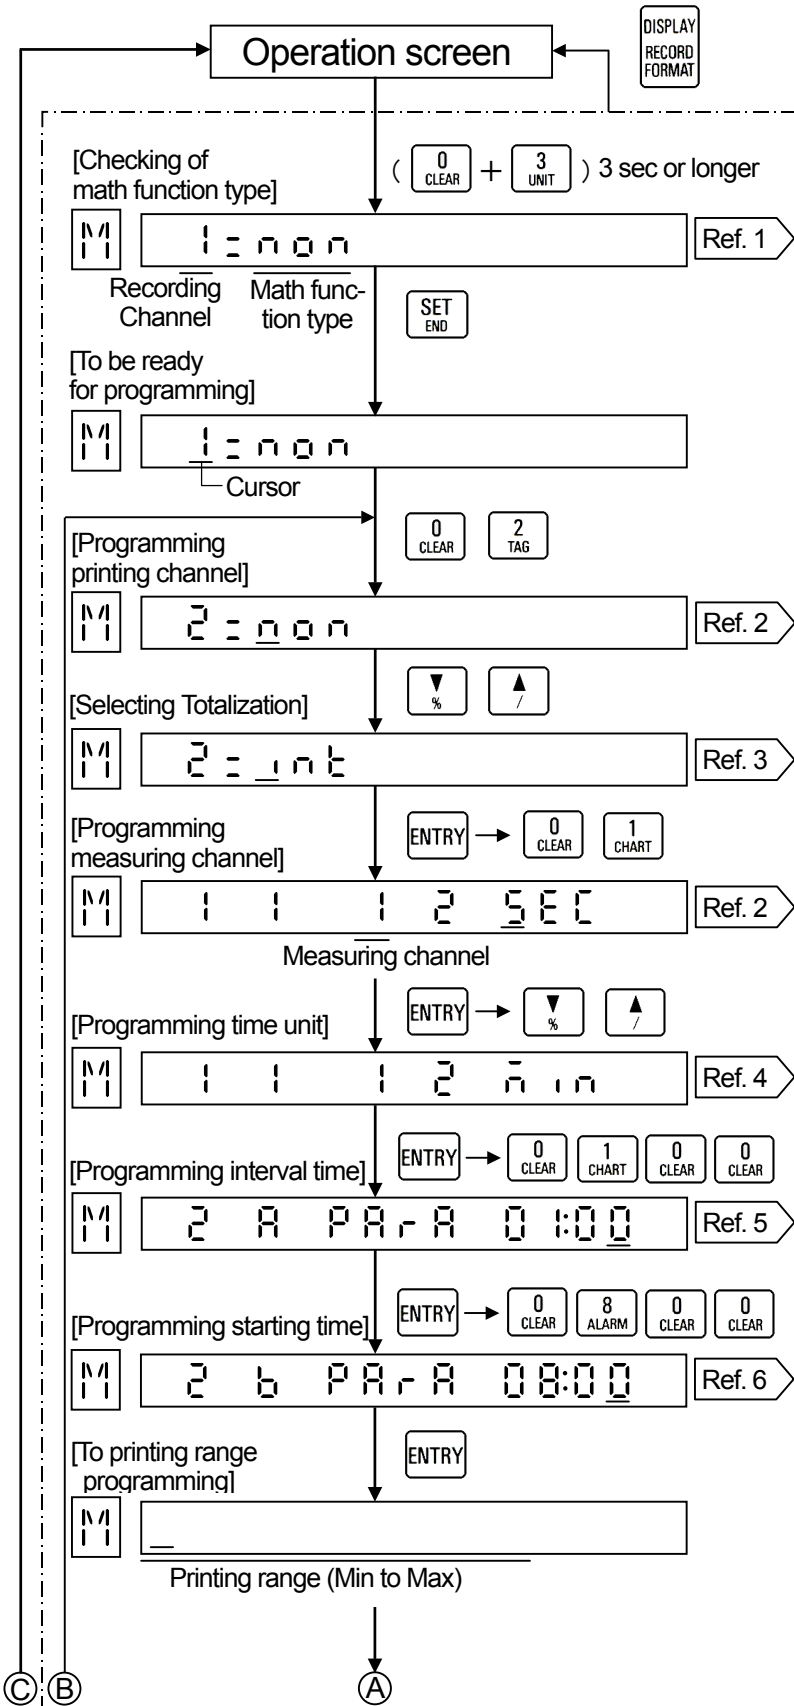 DISPLAY
RECORD
FORMAT
Operation screen
[Checking of
math function type]
( 0 CLEAR + 3 UNIT ) 3 sec or longer
M 1=non Ref. 1
Recording
Channel
Math func-
tion type
SET
END
[To be ready
for programming]
M 1=non
Cursor
[Programming
printing channel]
0 CLEAR 2 TAG
M 2=non Ref. 2
[Selecting Totalization]
▼ % ▲ /
M 2=int Ref. 3
[Programming
measuring channel]
ENTRY → 0 CLEAR 1 CHART
M 1 1 1 2 SEC Ref. 2
Measuring channel
[Programming time unit]
ENTRY → ▼ % ▲ /
M 1 1 1 2 min Ref. 4
[Programming interval time]
ENTRY → 0 CLEAR 1 CHART 0 CLEAR 0 CLEAR
M 2 A PArA 01:00 Ref. 5
[Programming starting time]
ENTRY → 0 CLEAR 8 ALARM 0 CLEAR 0 CLEAR
M 2 b PArA 08:00 Ref. 6
[To printing range
programming]
ENTRY
M _
Printing range (Min to Max)
C B A